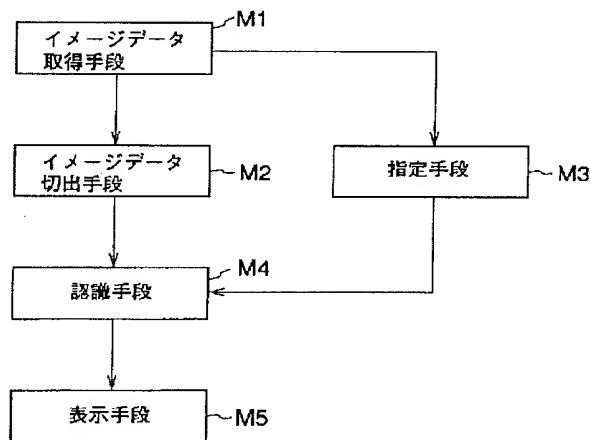 M1
イメージデータ
取得手段
イメージデータ
切出手段
M2
指定手段
M3
M4
認識手段
表示手段
M5